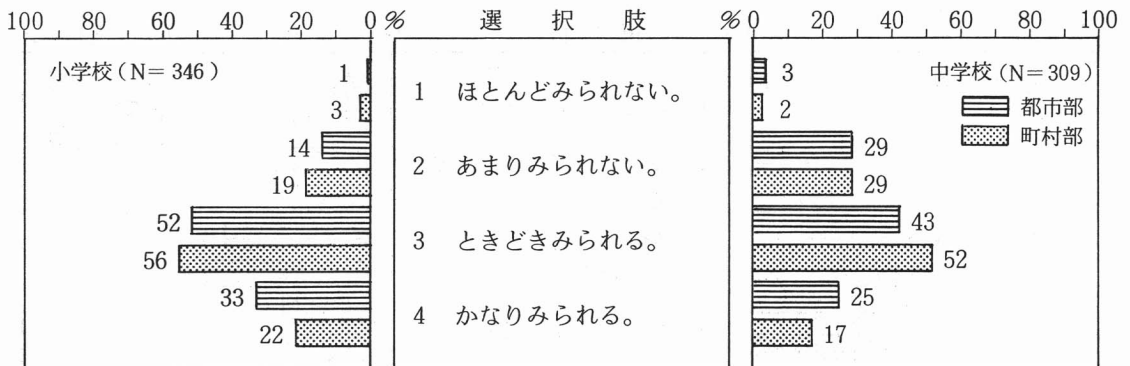 100 80 60 40 20 0 % 選択肢 % 0 20 40 60 80 100
小学校(N=346)
中学校(N=309)
都市部
町村部
1 1 ほとんどみられない。 3
3 2
14 2 あまりみられない。 29
19 29
52 3 ときどきみられる。 43
56 52
33 4 かなりみられる。 25
22 17